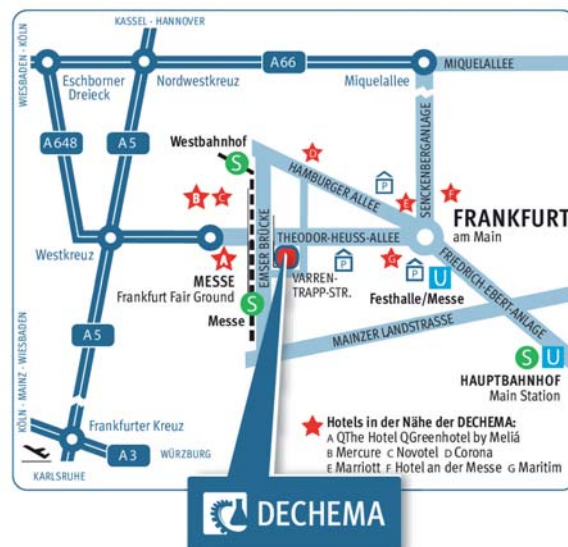 KASSEL - HANNOVER
WIESBADEN - KÖLN
A66
MIQUELALLEE
Eschborner
Dreieck
Nordwestkreuz
Miquelallee
A 648
A 5
Westbahnhof
S
D
HAMBURGER ALLEE
P
E
SENCKENBERGANLAGE
F
B
C
FRANKFURT
am Main
Westkreuz
A
EMSER BRÜCKE
THEODOR-HEUSS-ALLEE
G
P
P
U
Festhalle/Messe
FRIEDRICH-EBERT-ANLAGE
MESSE
Frankfurt Fair Ground
VARREN-
TRAPP-STR.
S
Messe
A5
MAINZER LANDSTRASSE
S U
HAUPTBAHNHOF
Main Station
KÖLN - MAINZ - WIESBADEN
Frankfurter Kreuz
A 3
WÜRZBURG
KARLSRUHE
Hotels in der Nähe der DECHEMA:
A QThe Hotel QGreenhotel by Meliá
B Mercure C Novotel D Corona
E Marriott F Hotel an der Messe G Maritim
DECHEMA